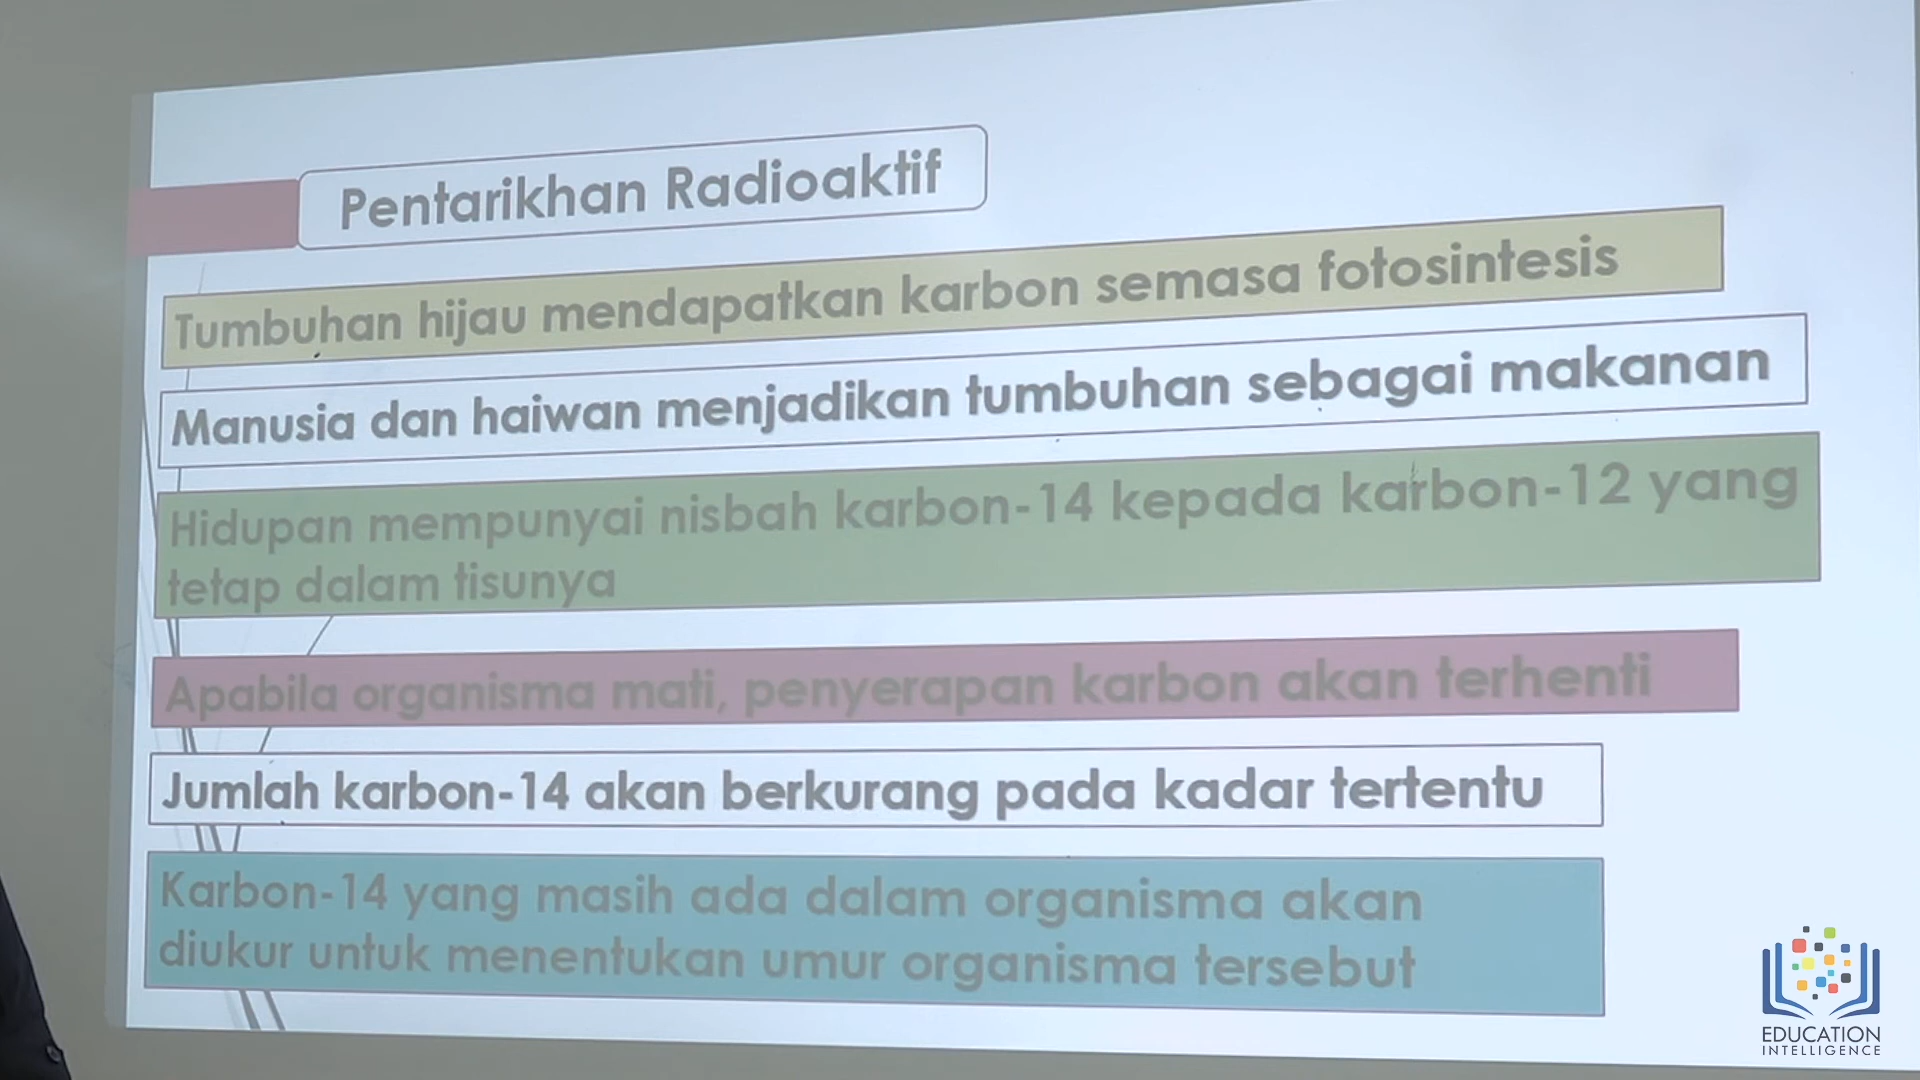 Pentarikhan Radioaktif
Tumbuhan hijau mendapatkan karbon semasa fotosintesis
Manusia dan haiwan menjadikan tumbuhan sebagai makanan
Hidupan mempunyai nisbah karbon-14 kepada karbon-12 yang
tetap dalam tisunya
Apabila organisma mati, penyerapan karbon akan terhenti
Jumlah karbon-14 akan berkurang pada kadar tertentu
Karbon-14 yang masih ada dalam organisma akan
diukur untuk menentukan umur organisma tersebut
EDUCATION
INTELLIGENCE